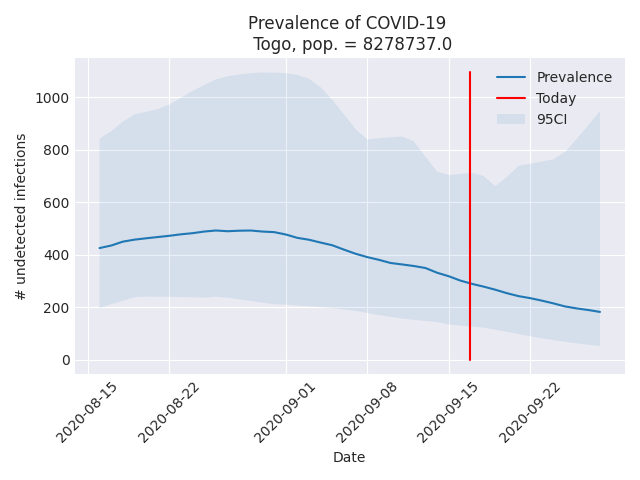 Prevalence of COVID-19
Togo, pop. = 8278737.0
Prevalence
Today
95CI
# undetected infections
1000
800
600
400
200
0
2020-08-15
2020-08-22
2020-09-01
2020-09-08
2020-09-15
2020-09-22
Date